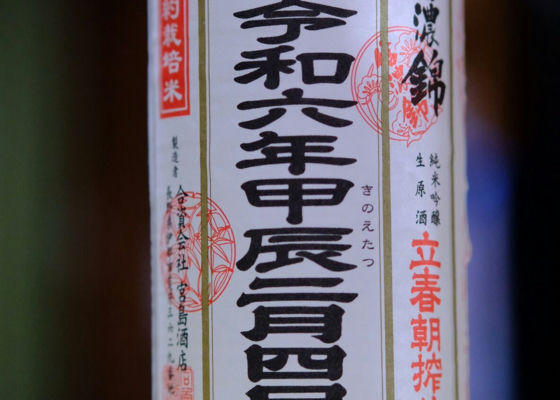 濃錦
純米吟醸
生原酒
立春朝搾
令和六年甲辰二月四日
きのえたつ
約栽培米
製造者
合資会社 宮島酒店